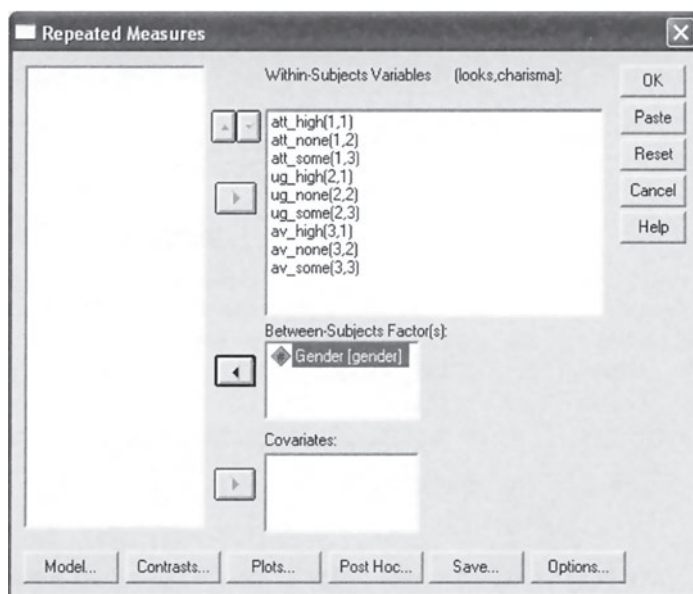 Repeated Measures
Within-Subjects Variables (looks,charisma):
att_high(1,1)
att_none(1,2)
att_some(1,3)
ug_high(2,1)
ug_none(2,2)
ug_some(2,3)
av_high(3,1)
av_none(3,2)
av_some(3,3)
OK
Paste
Reset
Cancel
Help
Between-Subjects Factor(s):
Gender [gender]
Covariates:
Model... Contrasts... Plots... Post Hoc... Save... Options...